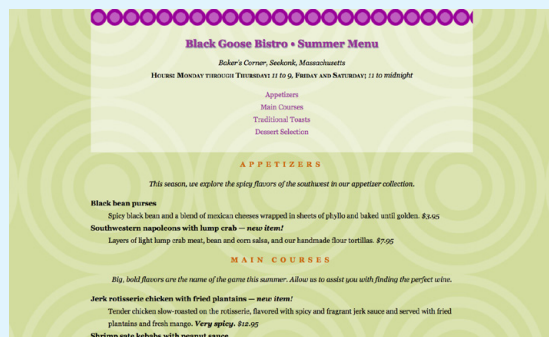 Black Goose Bistro • Summer Menu
Baker's Corner, Seekonk, Massachusetts
Hours: Monday through Thursday: 11 to 9, Friday and Saturday; 11 to midnight
Appetizers
Main Courses
Traditional Toasts
Dessert Selection
APPETIZERS
This season, we explore the spicy flavors of the southwest in our appetizer collection.
Black bean purses
Spicy black bean and a blend of mexican cheeses wrapped in sheets of phyllo and baked until golden. $3.95
Southwestern napoleons with lump crab — new item!
Layers of light lump crab meat, bean and corn salsa, and our handmade flour tortillas. $7.95
MAIN COURSES
Big, bold flavors are the name of the game this summer. Allow us to assist you with finding the perfect wine.
Jerk rotisserie chicken with fried plantains — new item!
Tender chicken slow-roasted on the rotisserie, flavored with spicy and fragrant jerk sauce and served with fried
plantains and fresh mango. Very spicy. $12.95
Shrimp sate kebabs with peanut sauce